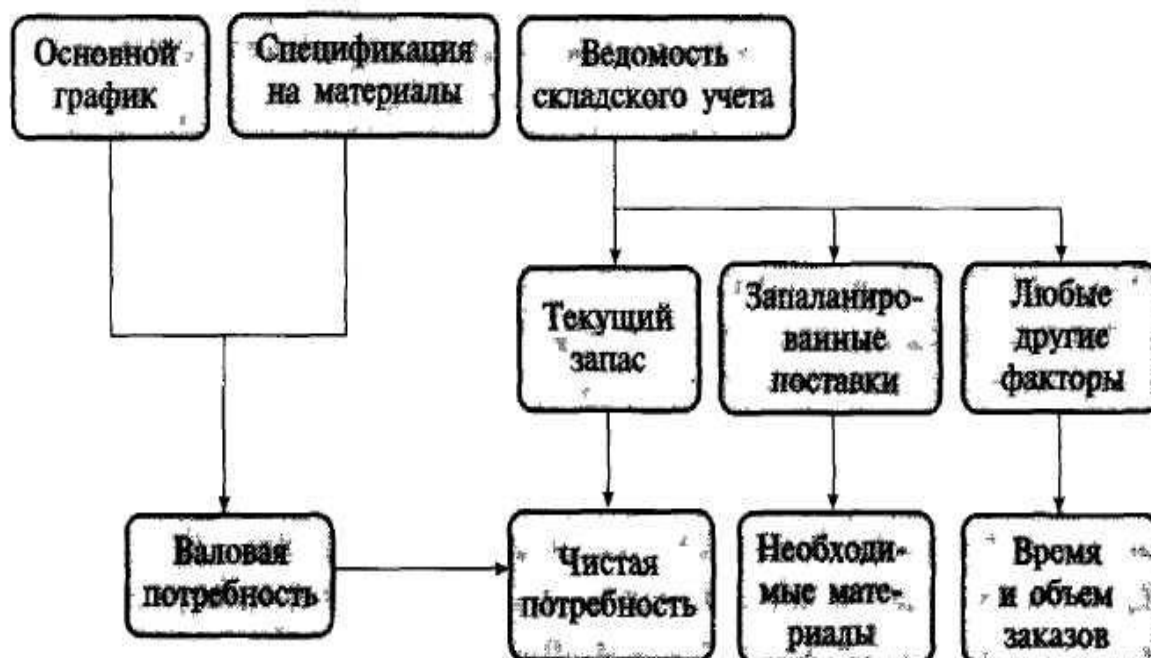 Основной
график
Спецификация
на материалы
Ведомость
складского учета
Текущий
запас
Запаланиро-
ванные
поставки
Любые
другие
факторы
Валовая
потребность
Чистая
потребность
Необходи-
мые мате-
риалы
Время
и объем
заказов